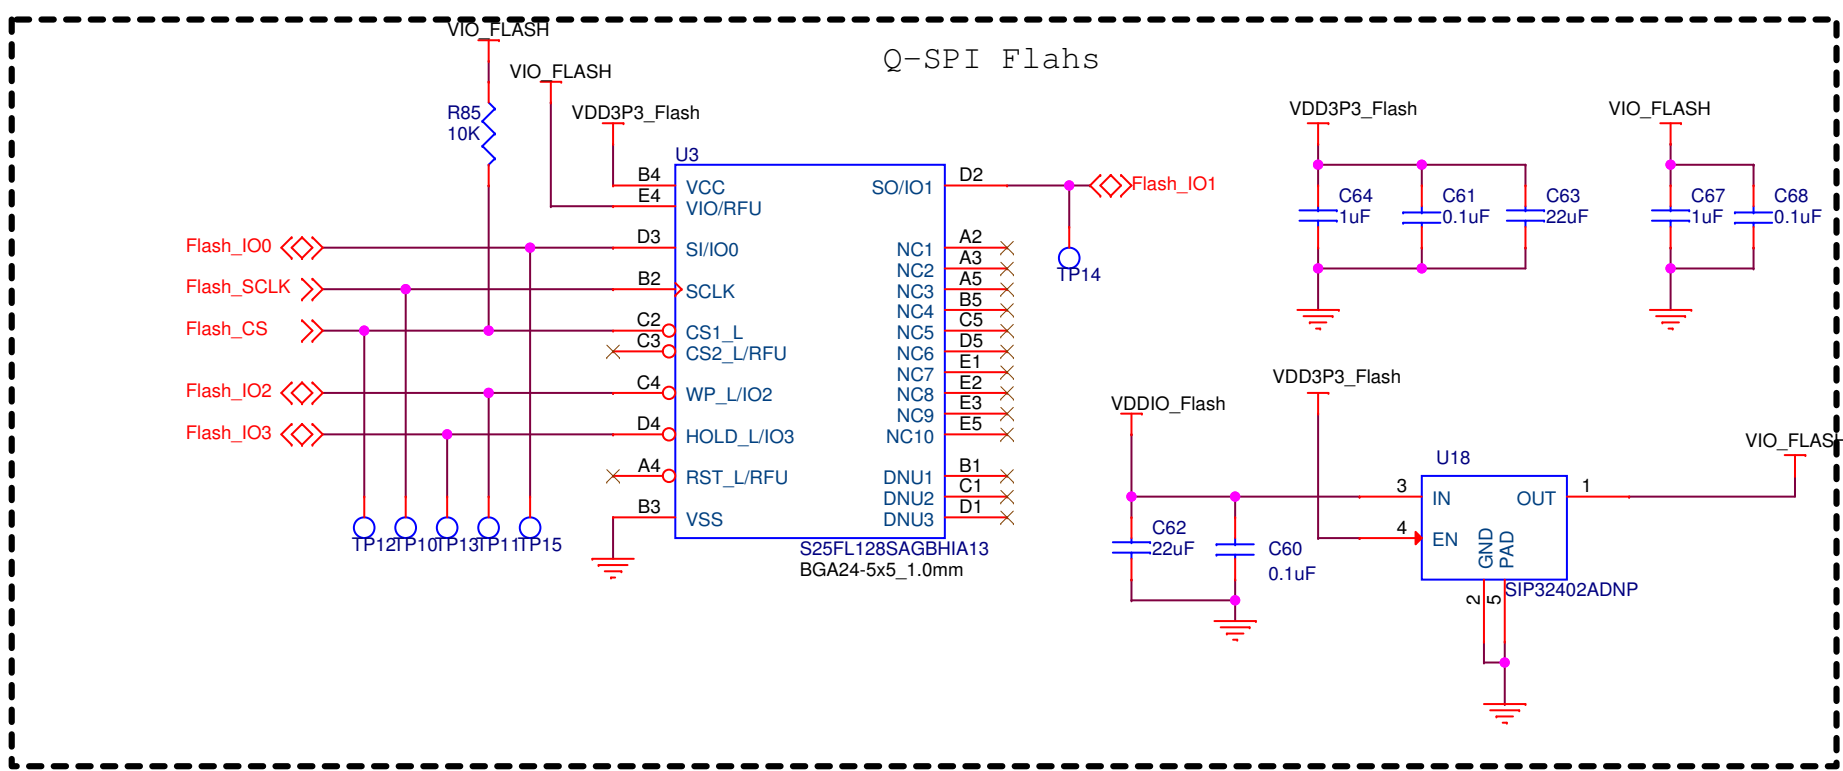 Q-SPI Flahs
VIO_FLASH
VIO_FLASH
VDD3P3_Flash
R85
10K
U3
B4
VCC
E4
VIO/RFU
Flash_IO0
D3
SI/IO0
Flash_SCLK
B2
SCLK
Flash_CS
C2
CS1_L
C3
CS2_L/RFU
Flash_IO2
C4
WP_L/IO2
Flash_IO3
D4
HOLD_L/IO3
A4
RST_L/RFU
B3
VSS
TP12
TP10
TP13
TP11
TP15
SO/IO1
D2
Flash_IO1
TP14
NC1
A2
NC2
A3
NC3
A5
NC4
B5
NC5
C5
NC6
D5
NC7
E1
NC8
E2
NC9
E3
NC10
E5
DNU1
B1
DNU2
C1
DNU3
D1
S25FL128SAGBHIA13
BGA24-5x5_1.0mm
VDD3P3_Flash
C64
1uF
C61
0.1uF
C63
22uF
VIO_FLASH
C67
1uF
C68
0.1uF
VDDIO_Flash
VDD3P3_Flash
VIO_FLASH
C62
22uF
C60
0.1uF
U18
3
IN
OUT
1
4
EN
GND
PAD
2
5
SIP32402ADNP